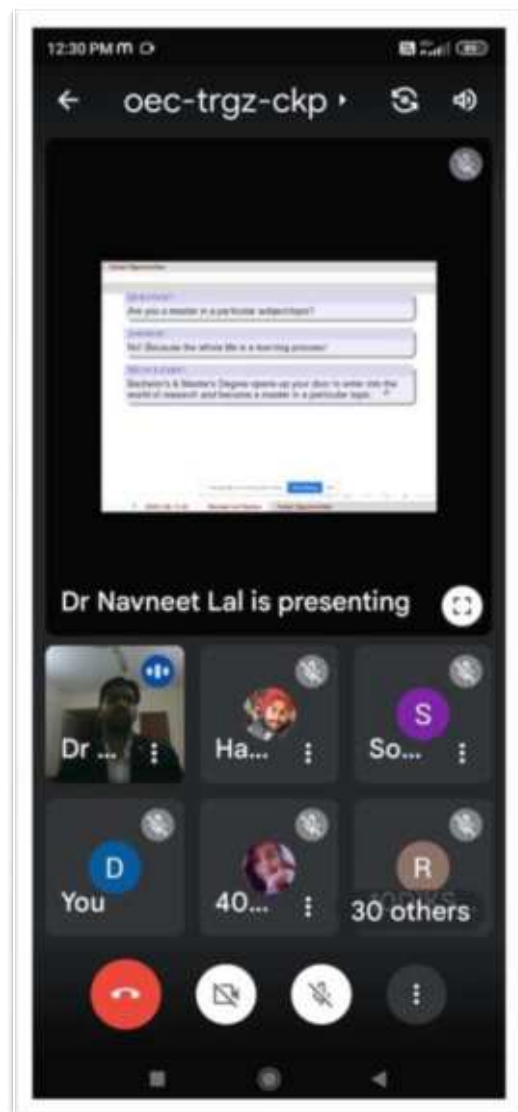 12:30 PM
oec-trgz-ckp
Are you a master in a particular subject/topic?
No! Because the whole life is a learning process!
Bachelor's & Master's Degree opens up your door to enter into the
world of research and become a master in a particular topic.
Dr Navneet Lal is presenting
Dr ...
Ha...
S
So...
D
You
40...
R
30 others